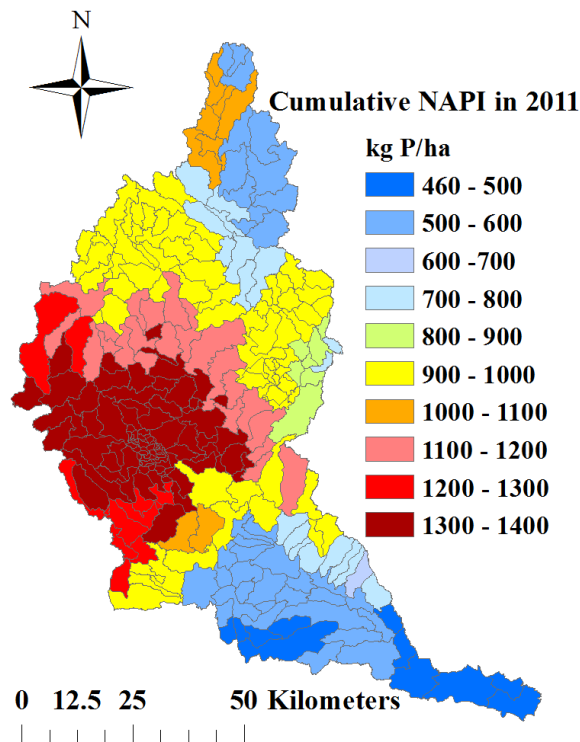 N
Cumulative NAPI in 2011
kg P/ha
460 - 500
500 - 600
600 -700
700 - 800
800 - 900
900 - 1000
1000 - 1100
1100 - 1200
1200 - 1300
1300 - 1400
0 12.5 25 50 Kilometers